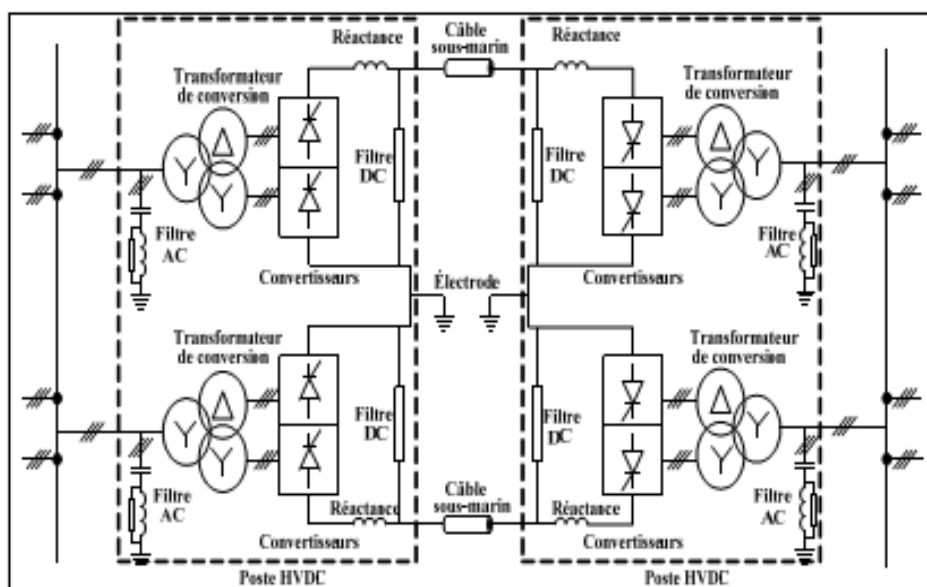 Réactance
Câble
sous-marin
Réactance
Transformateur
de conversion
Transformateur
de conversion
Δ
Y
Y
Filtre
DC
Filtre
DC
Δ
Y
Y
Filtre
AC
Filtre
AC
Convertisseurs
Électrode
Convertisseurs
Transformateur
de conversion
Transformateur
de conversion
Δ
Y
Y
Filtre
DC
Filtre
DC
Δ
Y
Y
Filtre
AC
Filtre
AC
Réactance
Câble
sous-marin
Réactance
Convertisseurs
Convertisseurs
Poste HVDC
Poste HVDC